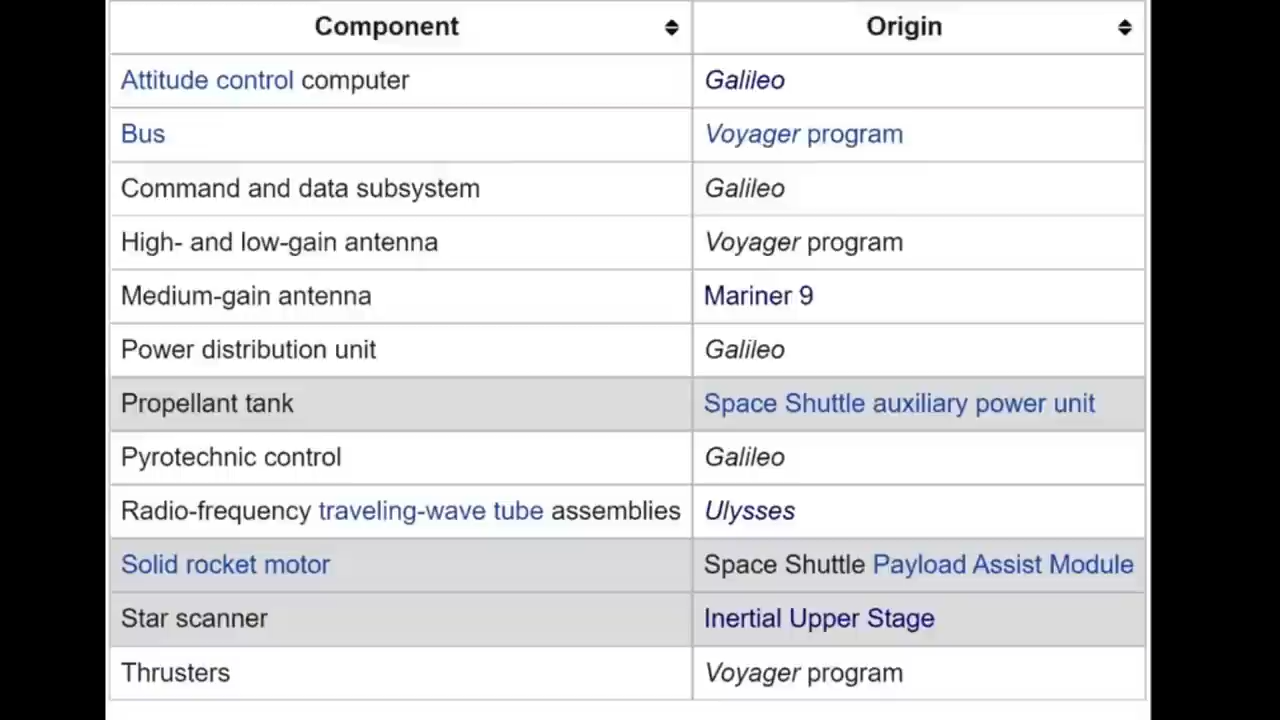 Component Origin
Attitude control computer Galileo
Bus Voyager program
Command and data subsystem Galileo
High- and low-gain antenna Voyager program
Medium-gain antenna Mariner 9
Power distribution unit Galileo
Propellant tank Space Shuttle auxiliary power unit
Pyrotechnic control Galileo
Radio-frequency traveling-wave tube assemblies Ulysses
Solid rocket motor Space Shuttle Payload Assist Module
Star scanner Inertial Upper Stage
Thrusters Voyager program